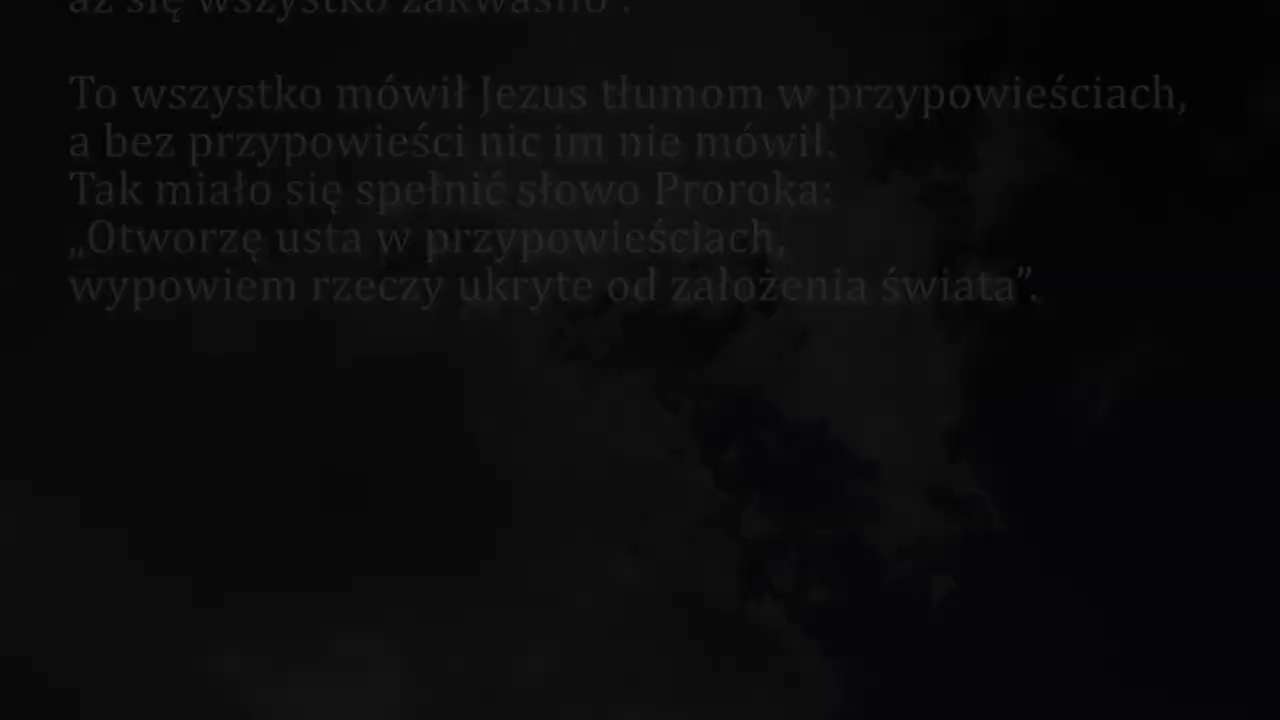 aż się wszystko zakwasiło".
To wszystko mówił Jezus tłumom w przypowieściach,
a bez przypowieści nic im nie mówił.
Tak miało się spełnić słowo Proroka:
„Otworzę usta w przypowieściach,
wypowiem rzeczy ukryte od założenia świata”.